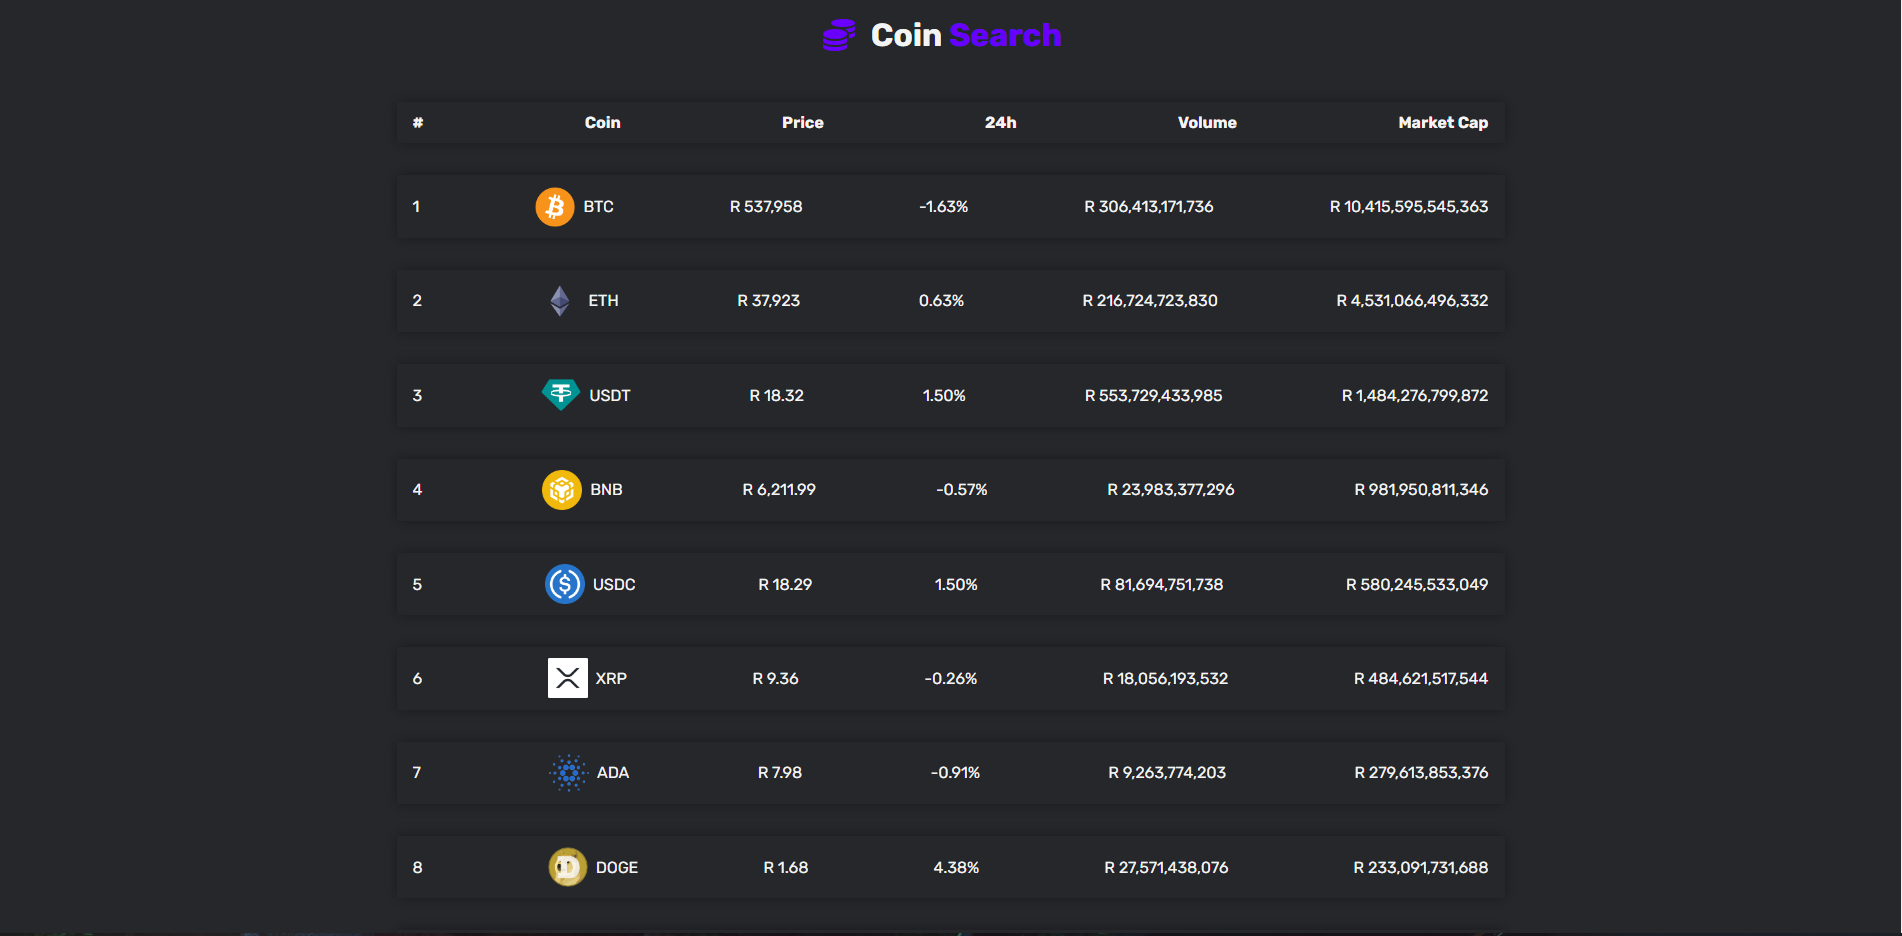 Coin Search
# Coin Price 24h Volume Market Cap
1 BTC R 537,958 -1.63% R 306,413,171,736 R 10,415,595,545,363
2 ETH R 37,923 0.63% R 216,724,723,830 R 4,531,066,496,332
3 USDT R 18.32 1.50% R 553,729,433,985 R 1,484,276,799,872
4 BNB R 6,211.99 -0.57% R 23,983,377,296 R 981,950,811,346
5 USDC R 18.29 1.50% R 81,694,751,738 R 580,245,533,049
6 XRP R 9.36 -0.26% R 18,056,193,532 R 484,621,517,544
7 ADA R 7.98 -0.91% R 9,263,774,203 R 279,613,853,376
8 DOGE R 1.68 4.38% R 27,571,438,076 R 233,091,731,688